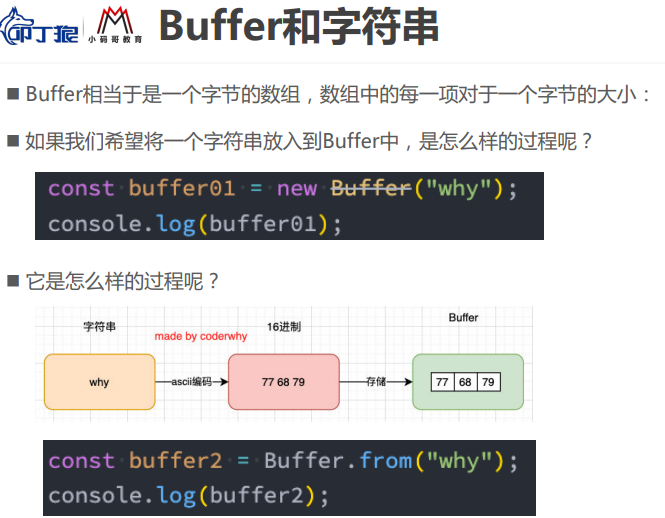 叩丁狼
小码哥教育
Buffer和字符串
■ Buffer相当于是一个字节的数组，数组中的每一项对于一个字节的大小：
■ 如果我们希望将一个字符串放入到Buffer中，是怎么样的过程呢？
const buffer01 = new Buffer("why");
console.log(buffer01);
■ 它是怎么样的过程呢？
字符串 16进制 Buffer
made by coderwhy
why ascii编码 77 68 79 存储 77 68 79
const buffer2 = Buffer.from("why");
console.log(buffer2);